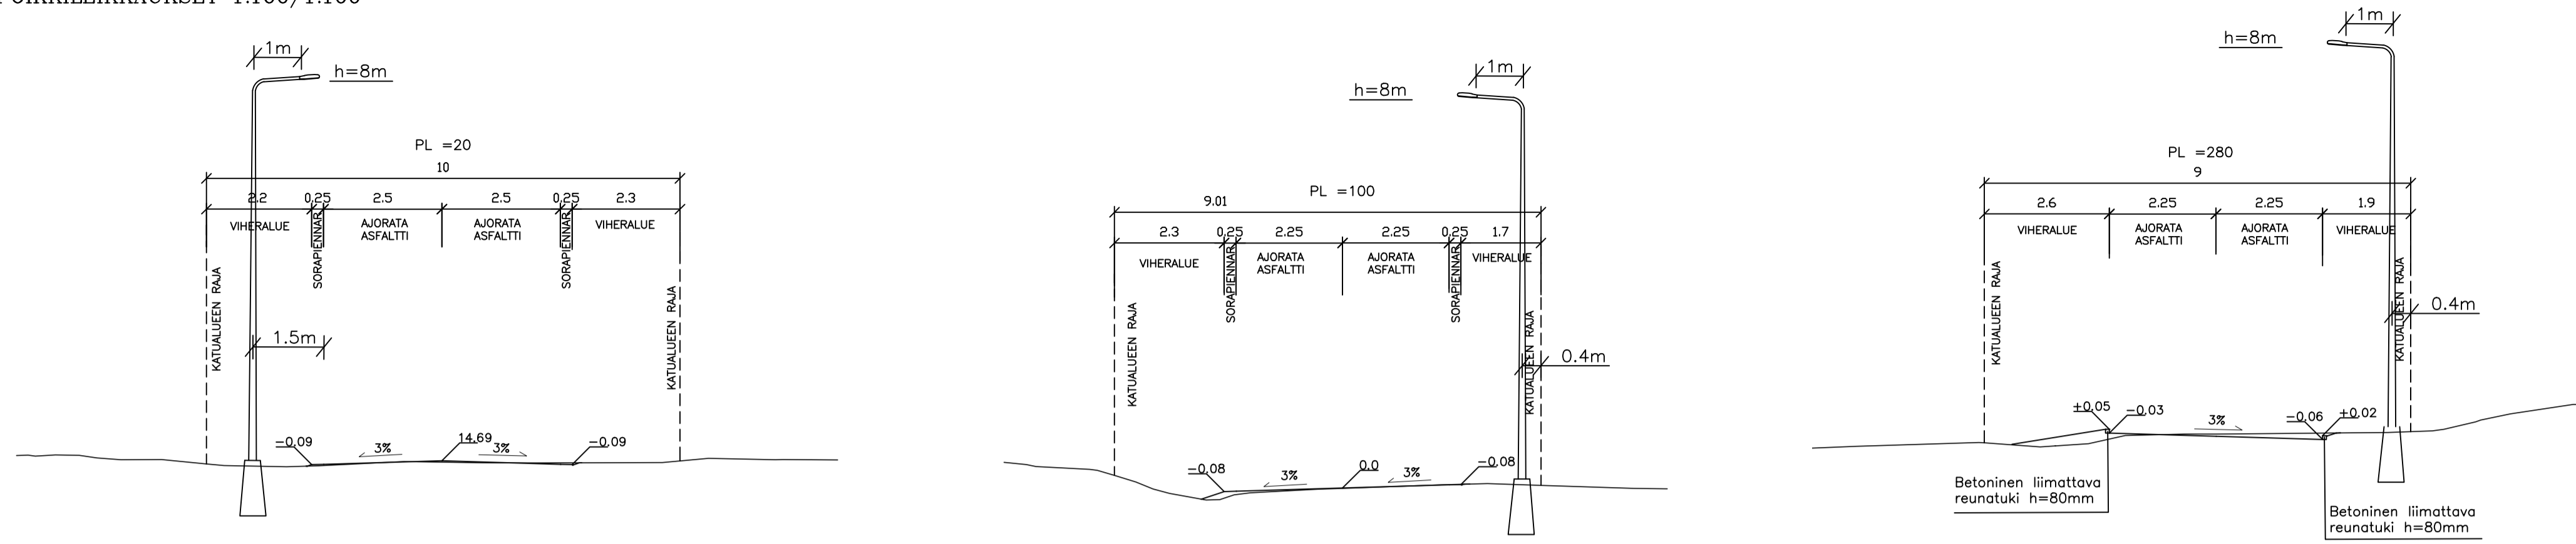 1:100/1:100
1m
h=8m
PL =20
10
2.2
0.25
2.5
2.5
0.25
2.3
VIHERALUE
SORAPIENNAR
AJORATA
ASFALTTI
AJORATA
ASFALTTI
SORAPIENNAR
VIHERALUE
KATUALUEEN RAJA
KATUALUEEN RAJA
1.5m
-0.09
3%
14.69
3%
-0.09
1m
h=8m
PL =100
9.01
2.3
0.25
2.25
2.25
0.25
1.7
VIHERALUE
SORAPIENNAR
AJORATA
ASFALTTI
AJORATA
ASFALTTI
SORAPIENNAR
VIHERALUE
KATUALUEEN RAJA
KATUALUEEN RAJA
0.4m
-0.08
3%
0.0
3%
-0.08
1m
h=8m
PL =280
9
2.6
2.25
2.25
1.9
VIHERALUE
AJORATA
ASFALTTI
AJORATA
ASFALTTI
VIHERALUE
KATUALUEEN RAJA
KATUALUEEN RAJA
0.4m
±0.05
-0.03
3%
-0.06
±0.02
Betoninen liimattava
reunatuki h=80mm
Betoninen liimattava
reunatuki h=80mm